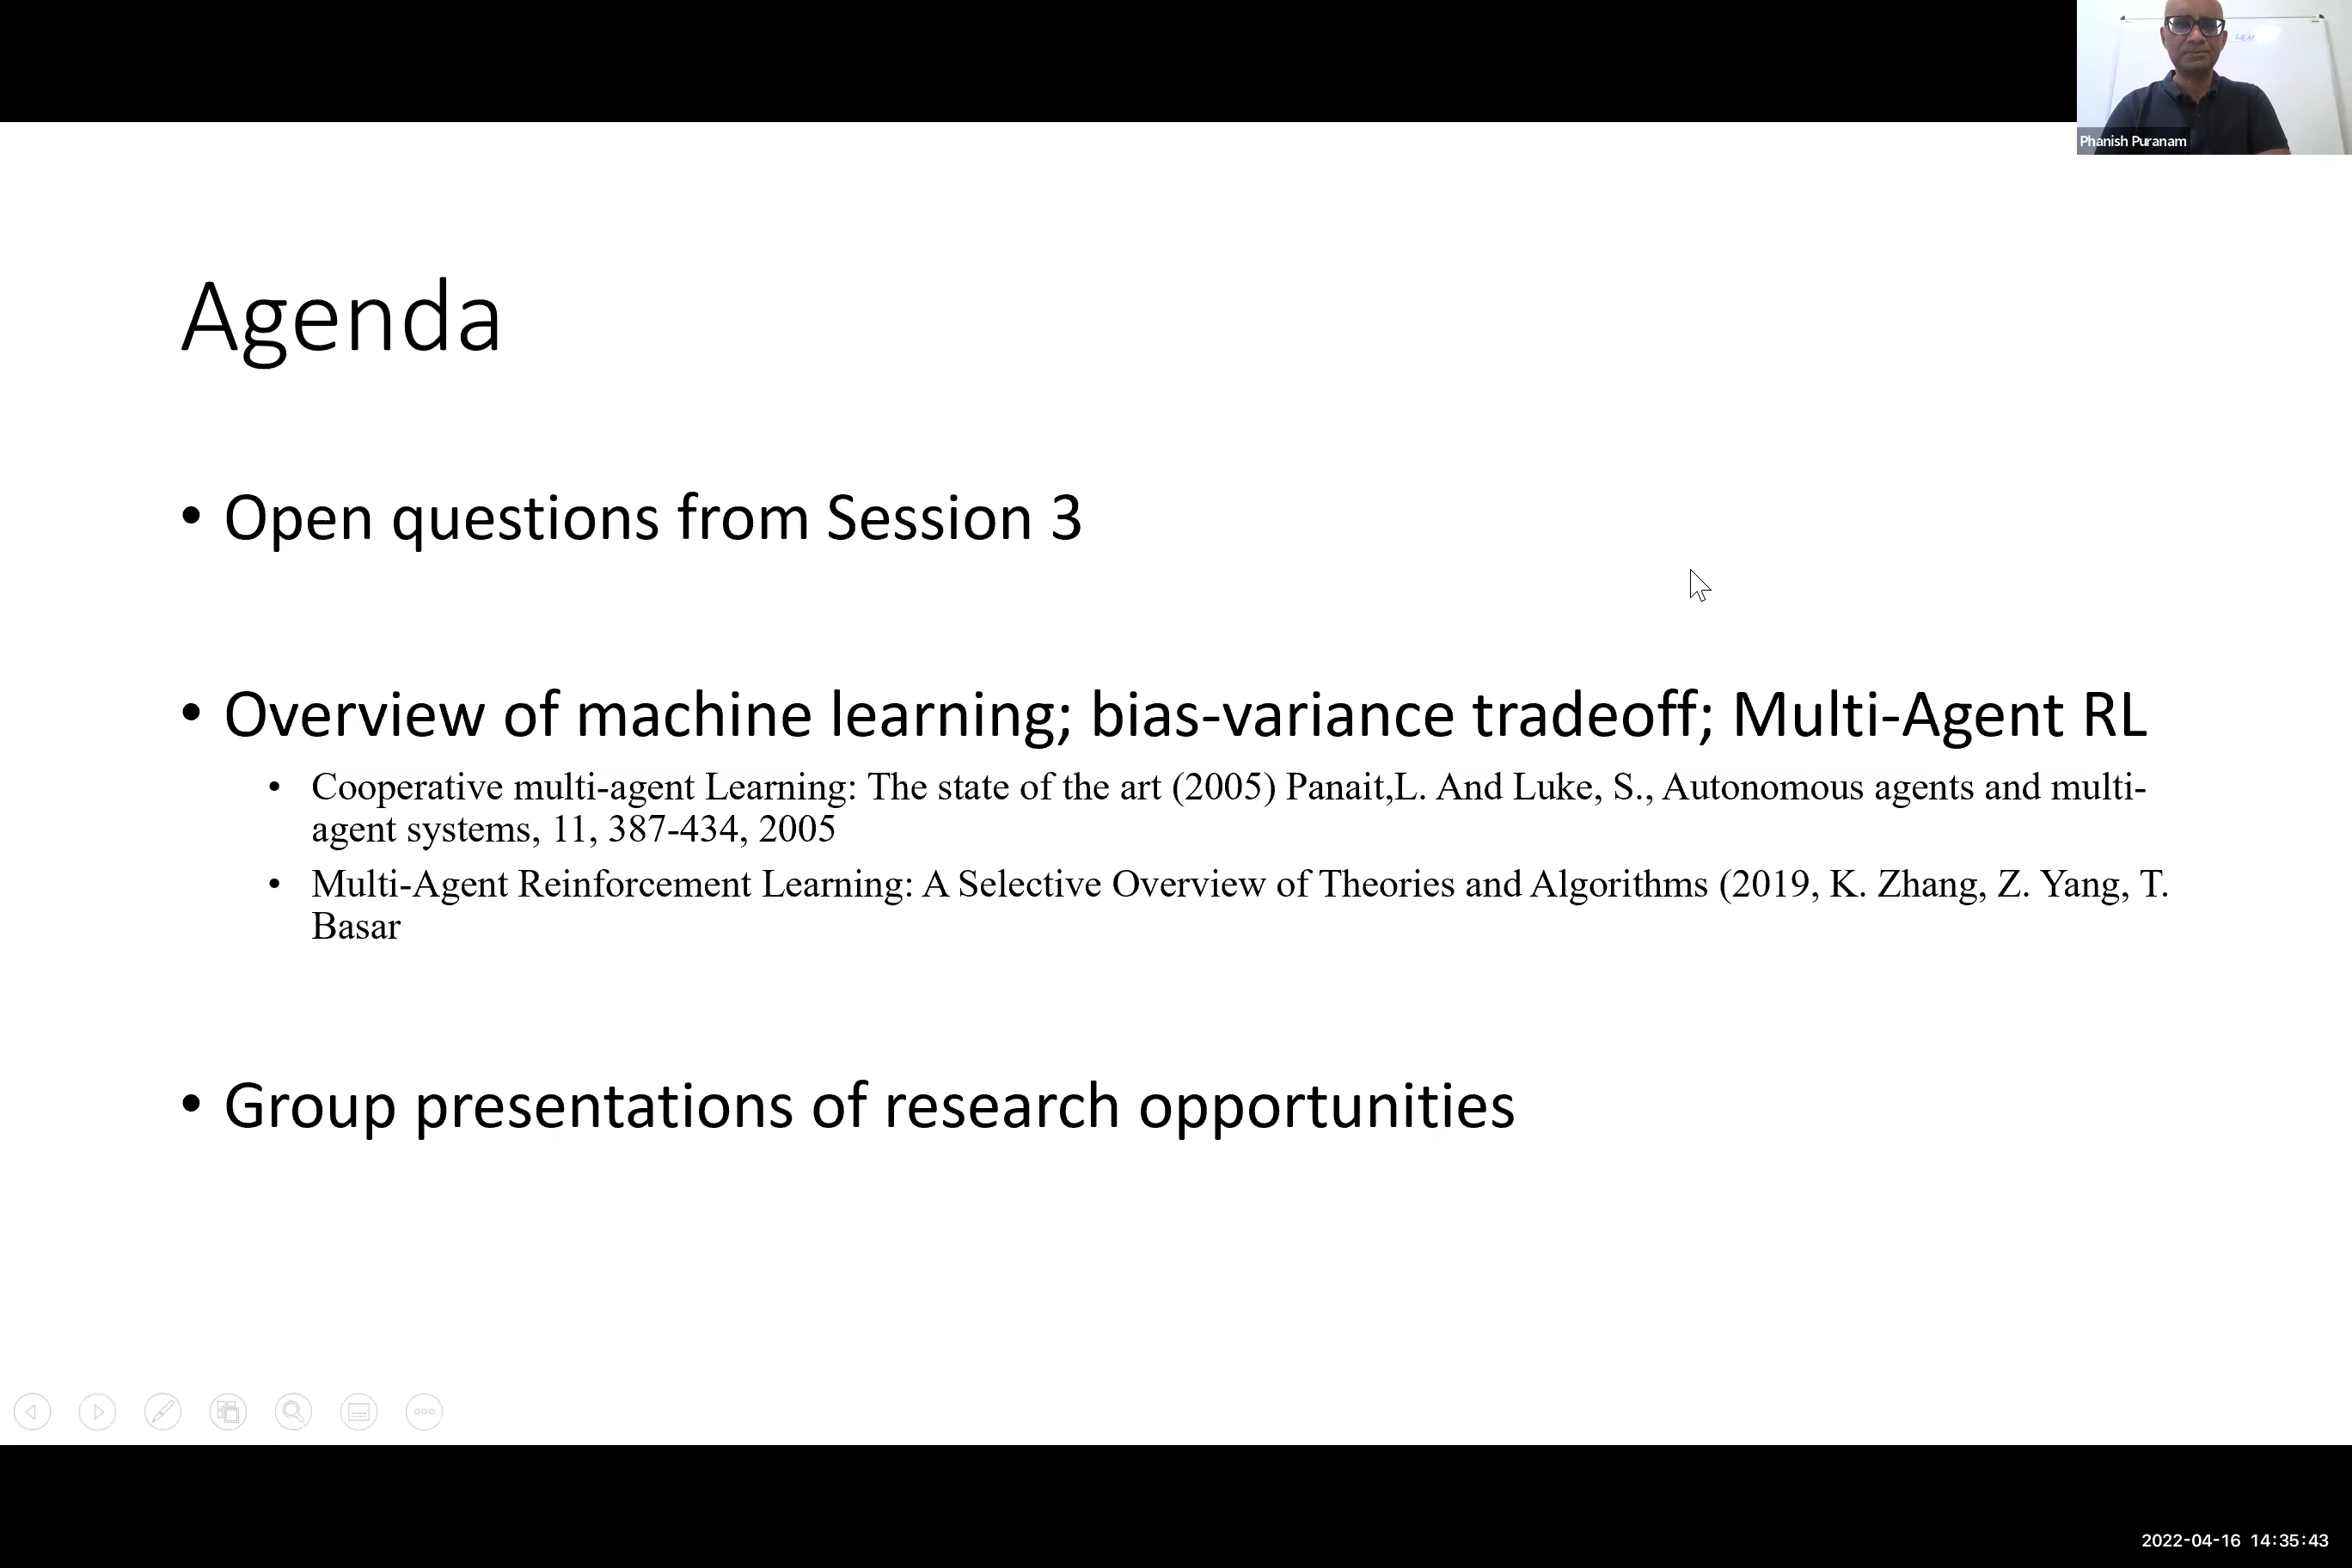 Phanish Puranam
Agenda
• Open questions from Session 3
• Overview of machine learning; bias-variance tradeoff; Multi-Agent RL
• Cooperative multi-agent Learning: The state of the art (2005) Panait,L. And Luke, S., Autonomous agents and multi-
agent systems, 11, 387-434, 2005
• Multi-Agent Reinforcement Learning: A Selective Overview of Theories and Algorithms (2019, K. Zhang, Z. Yang, T.
Basar
• Group presentations of research opportunities
2022-04-16 14:35:43